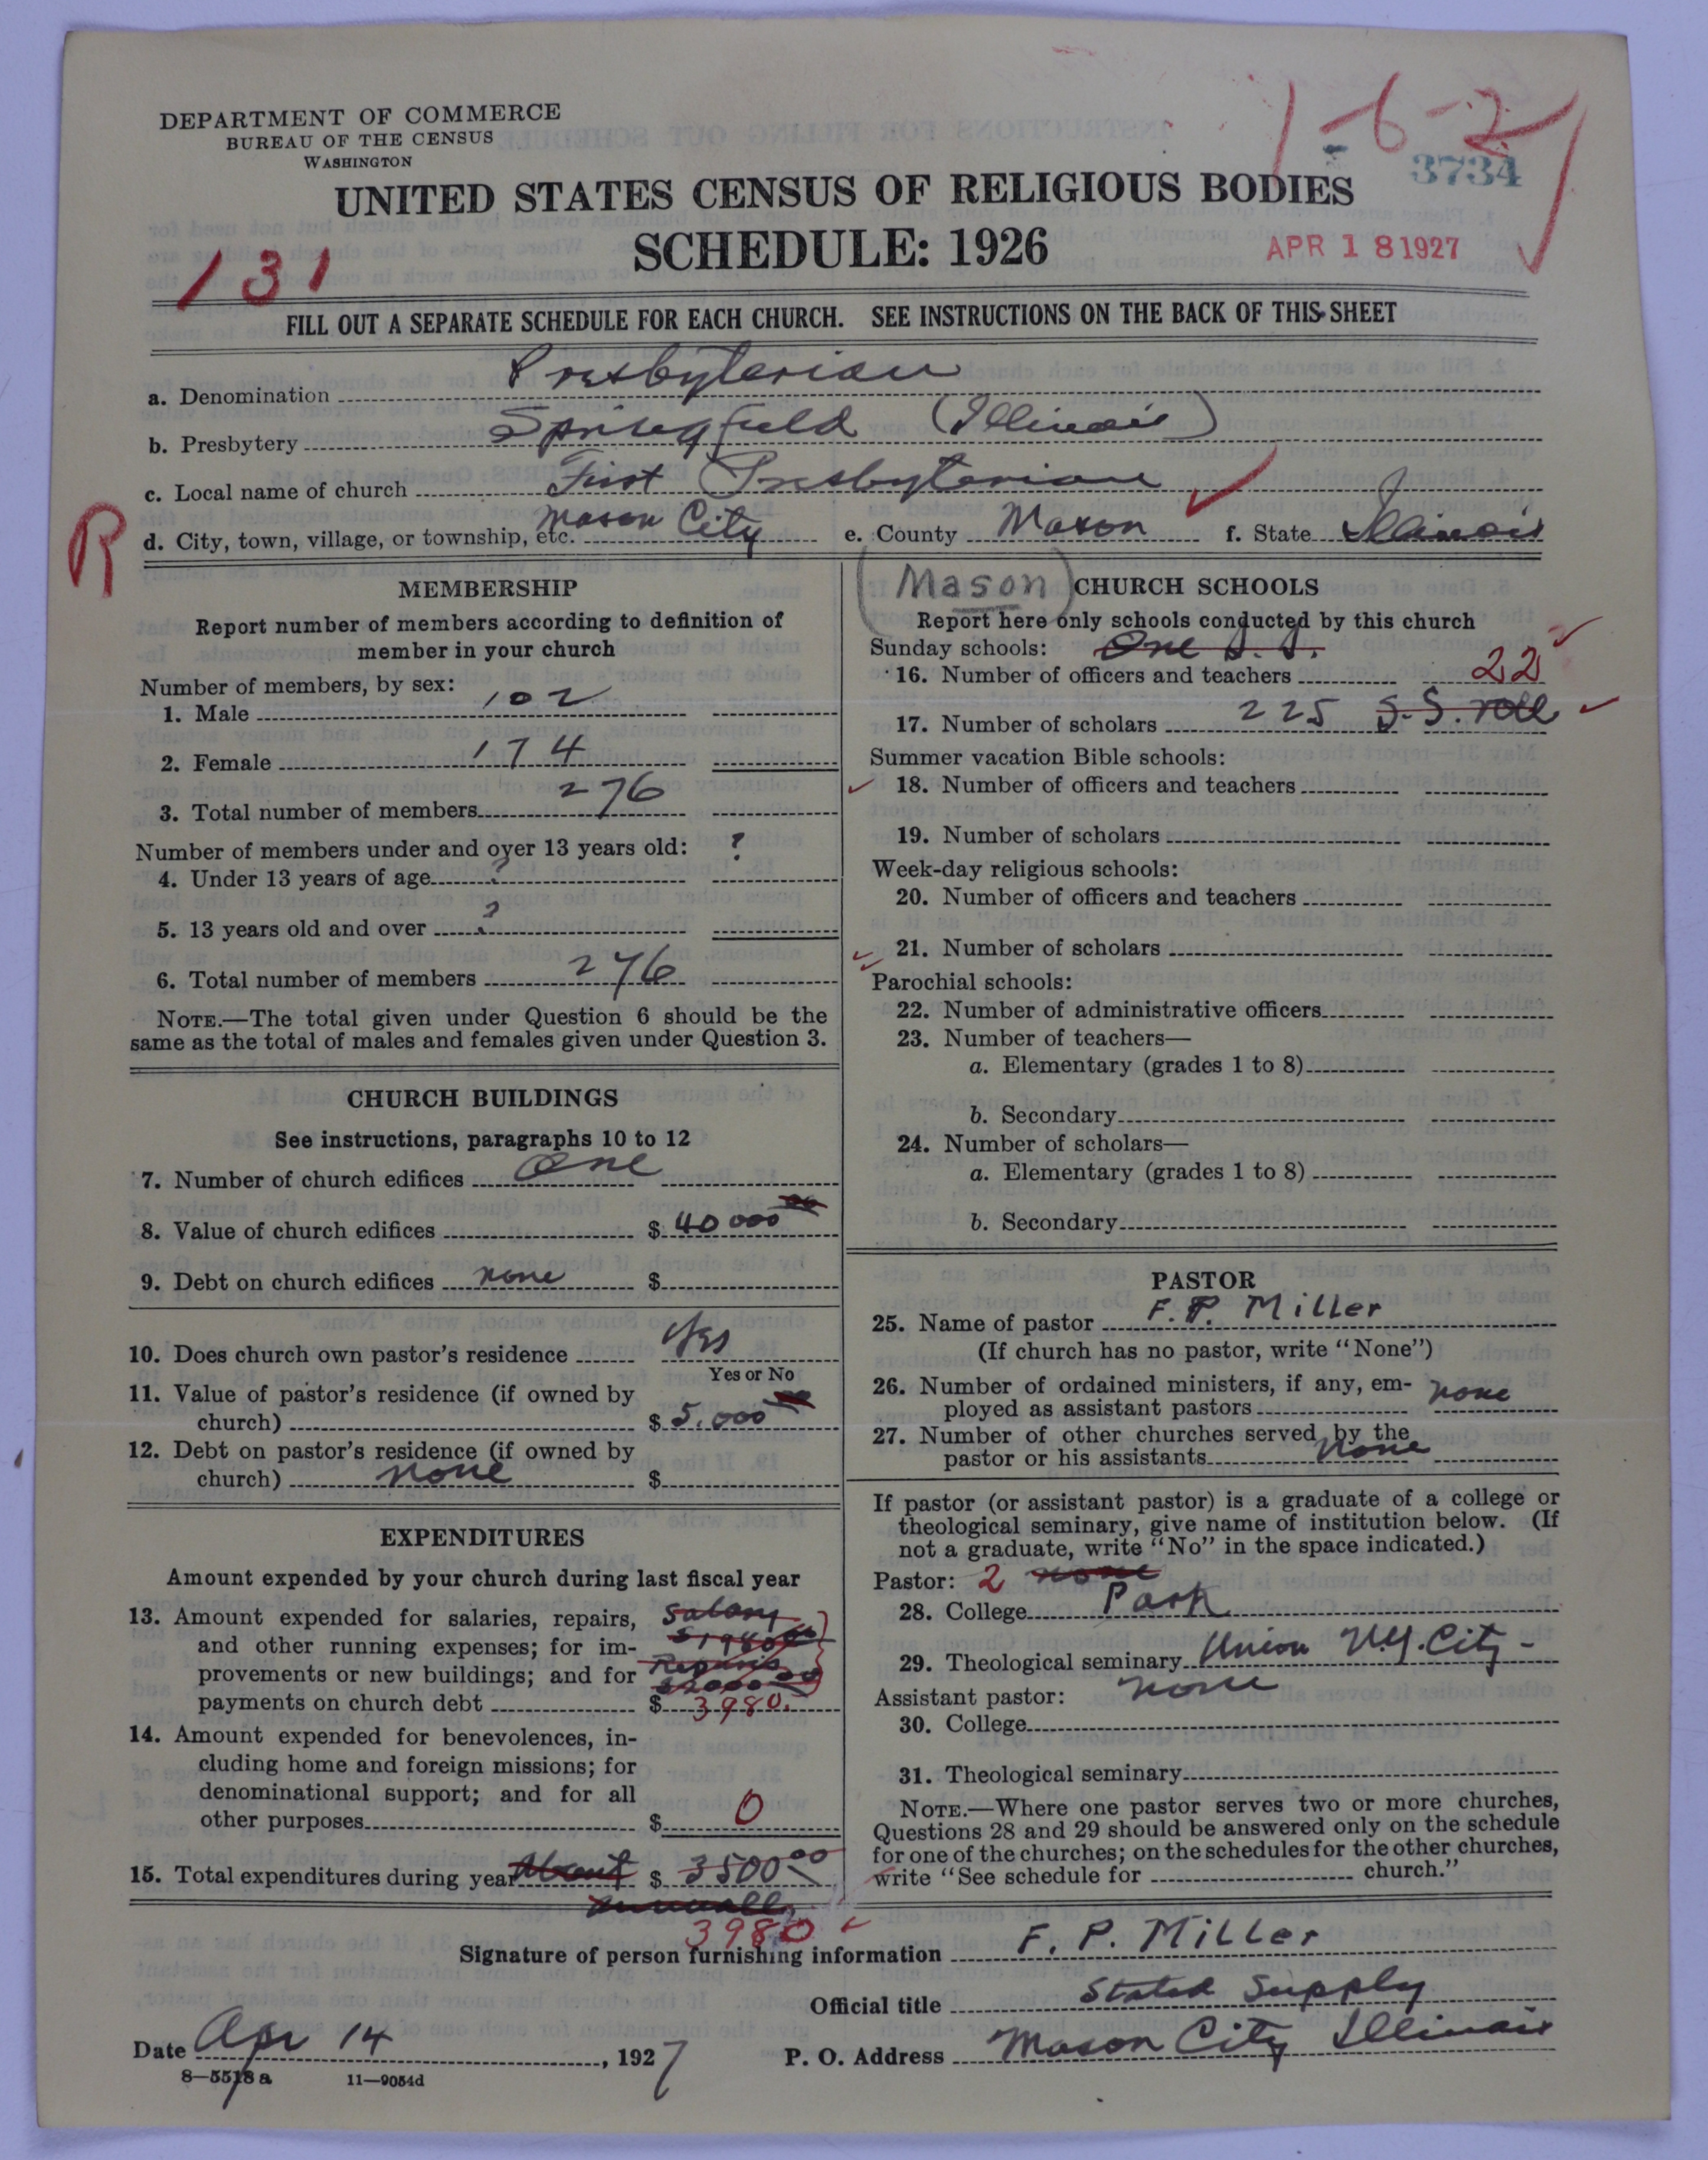 DEPARTMENT OF COMMERCE
BUREAU OF THE CENSUS
WASHINGTON
1-6-2
3734
UNITED STATES CENSUS OF RELIGIOUS BODIES
SCHEDULE: 1926
APR 18 1927
131
FILL OUT A SEPARATE SCHEDULE FOR EACH CHURCH. SEE INSTRUCTIONS ON THE BACK OF THIS SHEET
a. Denomination Presbyterian
b. Presbytery Springfield (Illinois)
c. Local name of church First Presbyterian
R
d. City, town, village, or township, etc. Mason City e. County Mason f. State Illinois
MEMBERSHIP
Report number of members according to definition of
member in your church
Number of members, by sex:
1. Male 102
2. Female 174
3. Total number of members 276
Number of members under and over 13 years old: ?
4. Under 13 years of age ?
5. 13 years old and over ?
6. Total number of members 276
NOTE.—The total given under Question 6 should be the
same as the total of males and females given under Question 3.
CHURCH BUILDINGS
See instructions, paragraphs 10 to 12
7. Number of church edifices One
8. Value of church edifices $ 40 000 00
9. Debt on church edifices none $
10. Does church own pastor's residence Yes
Yes or No
11. Value of pastor's residence (if owned by
church) $ 5,000 00
12. Debt on pastor's residence (if owned by
church) none $
EXPENDITURES
Amount expended by your church during last fiscal year
13. Amount expended for salaries, repairs, Salary
and other running expenses; for im- $1980 00
provements or new buildings; and for Repairs
$2000 00
payments on church debt $ 3980.
14. Amount expended for benevolences, in-
cluding home and foreign missions; for
denominational support; and for all
other purposes $ 0
15. Total expenditures during year About $ 3500 00
Annually
3980
(Mason) CHURCH SCHOOLS
Report here only schools conducted by this church
Sunday schools: One S. S.
16. Number of officers and teachers 22
17. Number of scholars 225 S.S. roll
Summer vacation Bible schools:
18. Number of officers and teachers
19. Number of scholars
Week-day religious schools:
20. Number of officers and teachers
21. Number of scholars
Parochial schools:
22. Number of administrative officers
23. Number of teachers—
a. Elementary (grades 1 to 8)
b. Secondary
24. Number of scholars—
a. Elementary (grades 1 to 8)
b. Secondary
PASTOR
25. Name of pastor F. P. Miller
(If church has no pastor, write "None")
26. Number of ordained ministers, if any, em-
ployed as assistant pastors none
27. Number of other churches served by the
pastor or his assistants none
If pastor (or assistant pastor) is a graduate of a college or
theological seminary, give name of institution below. (If
not a graduate, write "No" in the space indicated.)
Pastor: 2 none
28. College Park
29. Theological seminary Union N.Y. City -
Assistant pastor: none
30. College
31. Theological seminary
NOTE.—Where one pastor serves two or more churches,
Questions 28 and 29 should be answered only on the schedule
for one of the churches; on the schedules for the other churches,
write "See schedule for church."
Signature of person furnishing information F. P. Miller
Official title Stated Supply
Date Apr 14, 1927 P. O. Address Mason City Illinois
8—5518a 11—9054d